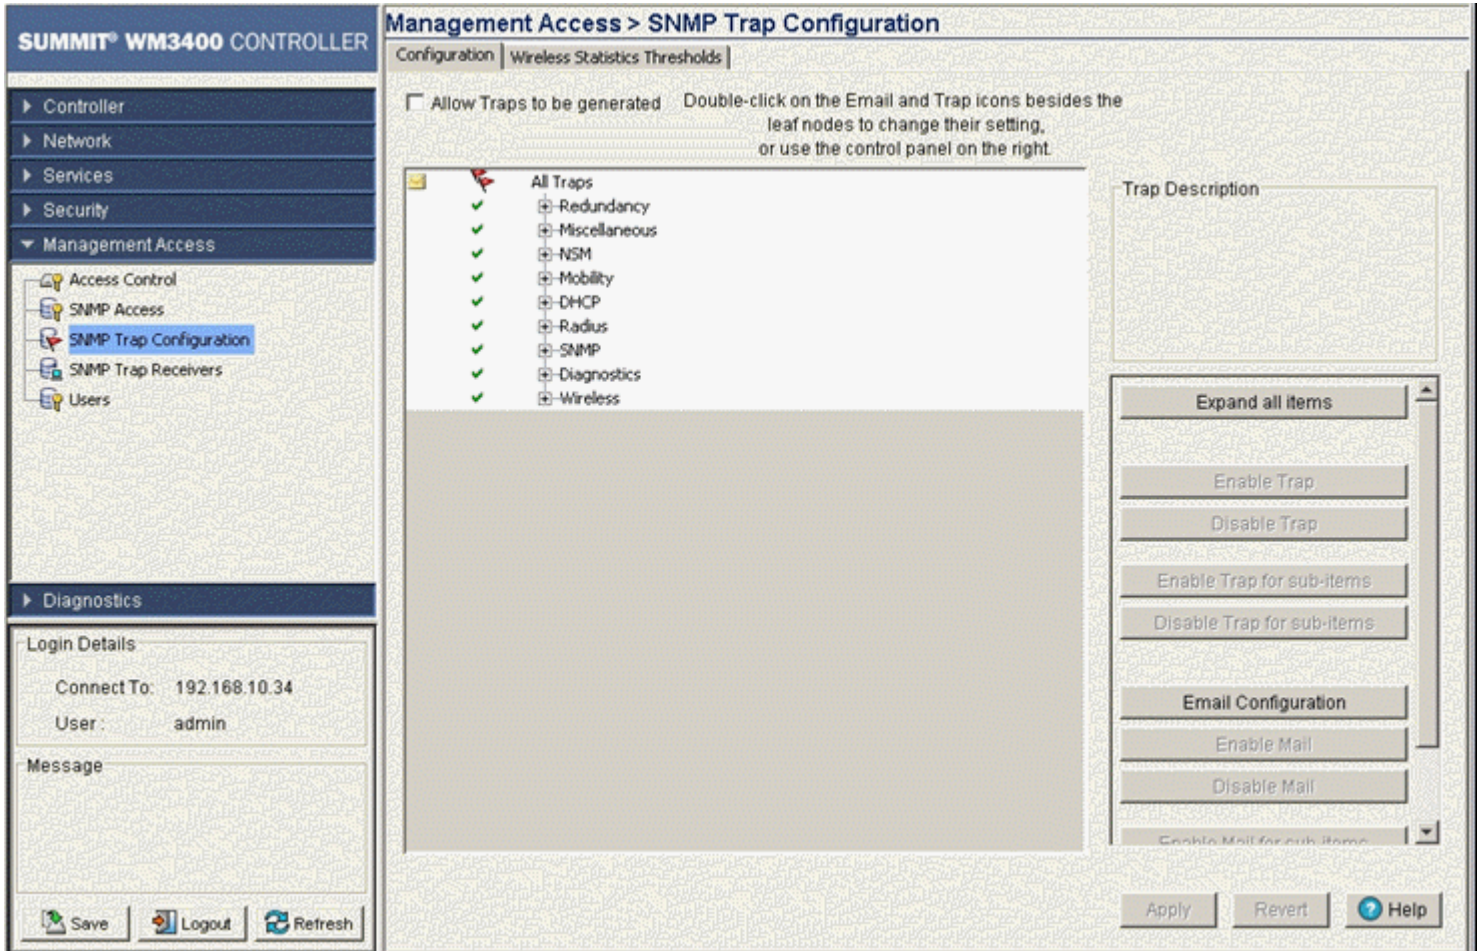 SUMMIT® WM3400 CONTROLLER
Controller
Network
Services
Security
Management Access
Access Control
SNMP Access
SNMP Trap Configuration
SNMP Trap Receivers
Users
Diagnostics
Login Details
Connect To: 192.168.10.34
User : admin
Message
Save Logout Refresh
Management Access > SNMP Trap Configuration
Configuration Wireless Statistics Thresholds
Allow Traps to be generated
Double-click on the Email and Trap icons besides the
leaf nodes to change their setting,
or use the control panel on the right.
All Traps
Redundancy
Miscellaneous
NSM
Mobility
DHCP
Radius
SNMP
Diagnostics
Wireless
Trap Description
Expand all items
Enable Trap
Disable Trap
Enable Trap for sub-items
Disable Trap for sub-items
Email Configuration
Enable Mail
Disable Mail
Enable Mail for sub-items
Apply Revert Help